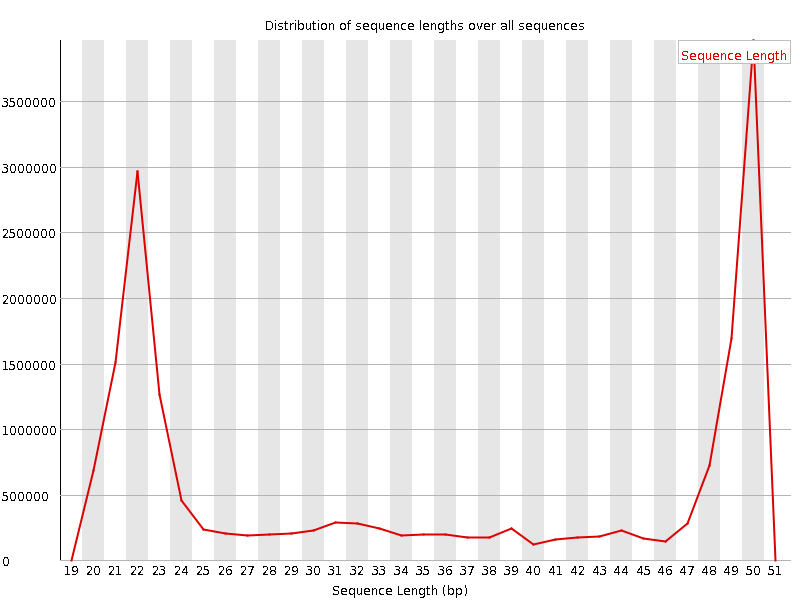 Distribution of sequence lengths over all sequences
Sequence Length
3500000
3000000
2500000
2000000
1500000
1000000
500000
0
19 20 21 22 23 24 25 26 27 28 29 30 31 32 33 34 35 36 37 38 39 40 41 42 43 44 45 46 47 48 49 50 51
Sequence Length (bp)